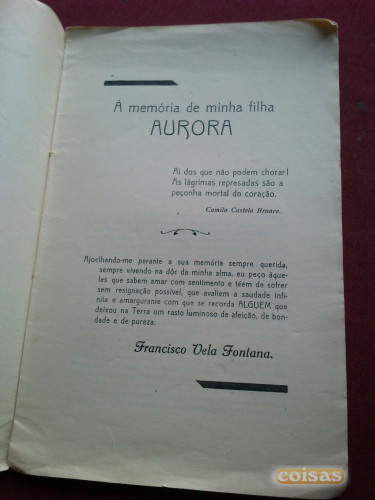 Á memória de minha filha
AURORA
Ai dos que não podem chorar!
As lágrimas represadas são a
peçonha mortal do coração.
Camilo Castelo Branco.
Ajoelhando-me perante a sua memória sempre querida,
sempre vivendo na dôr da minha alma, eu peço áque-
les que sabem amar com sentimento e téem de sofrer
sem resignação possível, que avaliem a saudade infi-
nita e amargurante com que se recorda ALGUEM que
deixou na Terra um rasto luminoso de afeição, de bon-
dade e de pureza.
Francisco Vela Fontana.
coisas